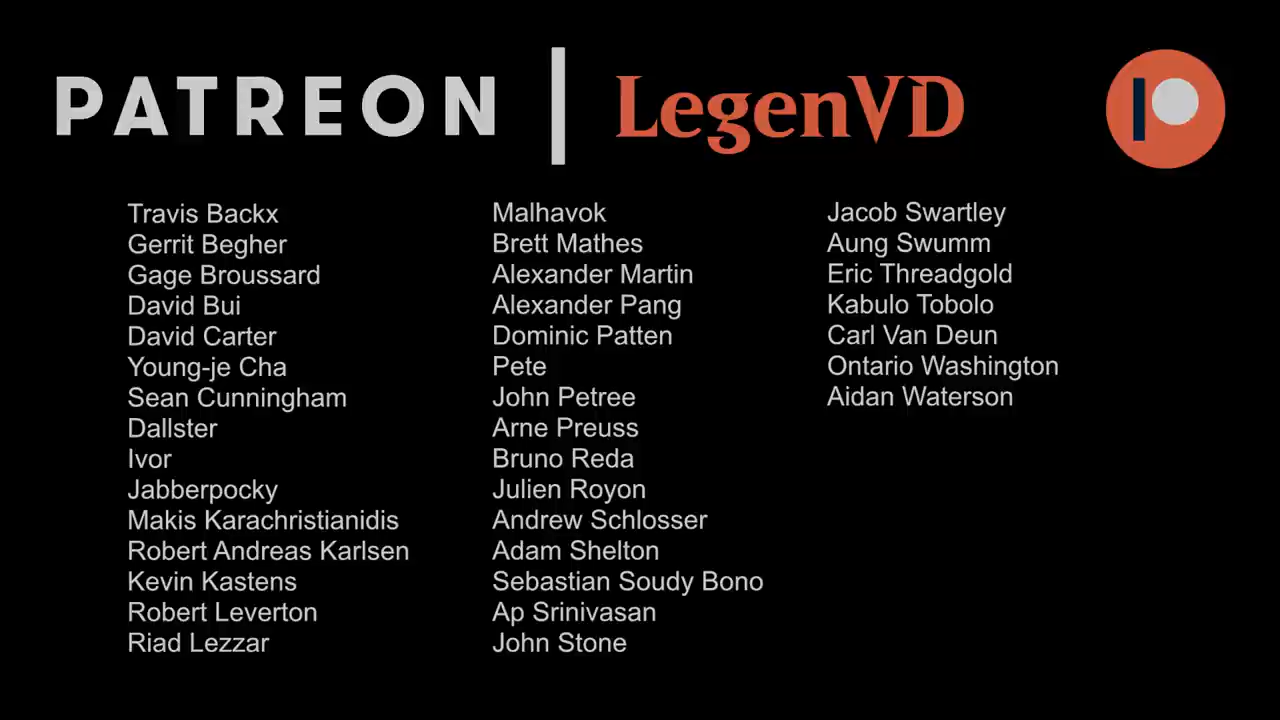 PATREON | LegenVD
Travis Backx
Gerrit Begher
Gage Broussard
David Bui
David Carter
Young-je Cha
Sean Cunningham
Dallster
Ivor
Jabberpocky
Makis Karachristianidis
Robert Andreas Karlsen
Kevin Kastens
Robert Leverton
Riad Lezzar
Malhavok
Brett Mathes
Alexander Martin
Alexander Pang
Dominic Patten
Pete
John Petree
Arne Preuss
Bruno Reda
Julien Royon
Andrew Schlosser
Adam Shelton
Sebastian Soudy Bono
Ap Srinivasan
John Stone
Jacob Swartley
Aung Swumm
Eric Threadgold
Kabulo Tobolo
Carl Van Deun
Ontario Washington
Aidan Waterson